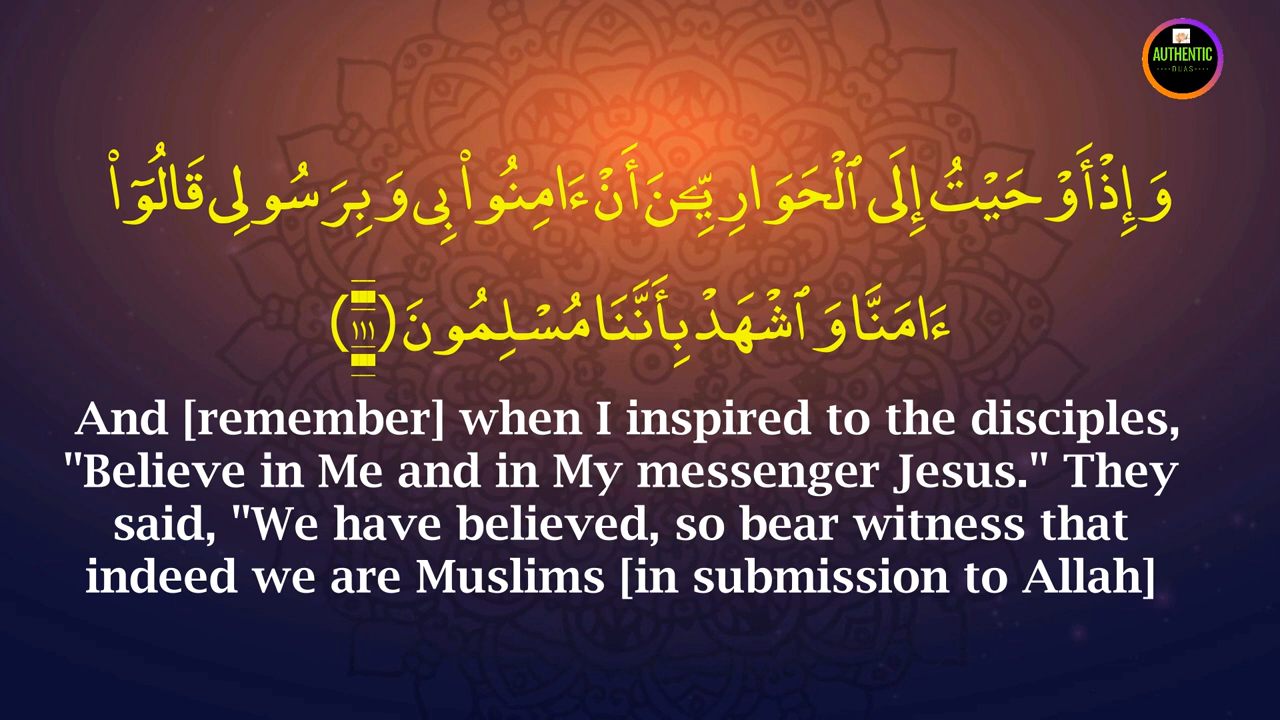 AUTHENTIC
DUAS
وَإِذْ أَوْحَيْتُ إِلَى ٱلْحَوَارِيِّـۧنَ أَنْ ءَامِنُوا۟ بِى وَبِرَسُولِى قَالُوٓا۟
ءَامَنَّا وَٱشْهَدْ بِأَنَّنَا مُسْلِمُونَ (١١١)
And [remember] when I inspired to the disciples,
"Believe in Me and in My messenger Jesus." They
said, "We have believed, so bear witness that
indeed we are Muslims [in submission to Allah]